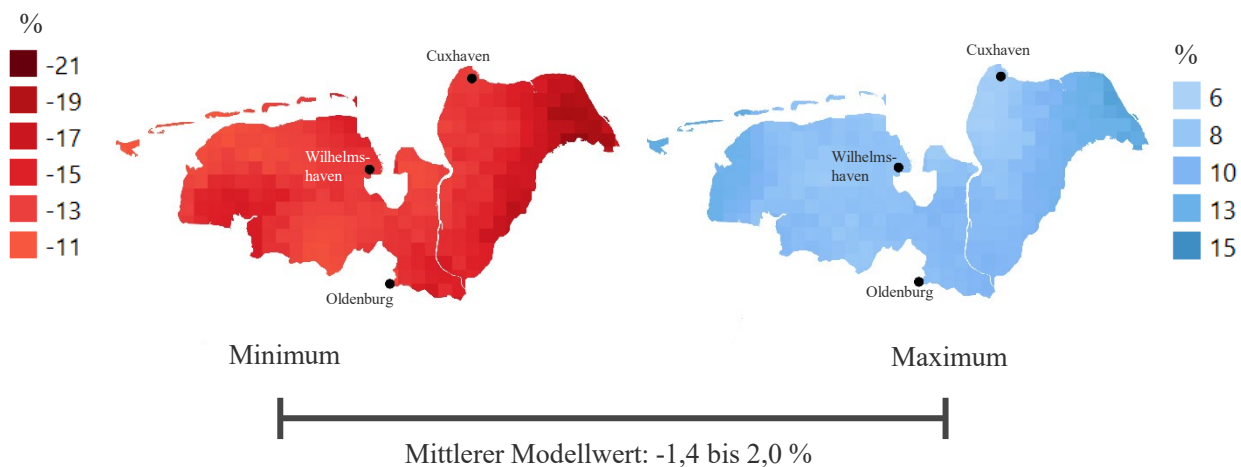 %
-21
-19
-17
-15
-13
-11
Cuxhaven
Wilhelms-
haven
Oldenburg
Cuxhaven
Wilhelms-
haven
Oldenburg
%
6
8
10
13
15
Minimum
Maximum
Mittlerer Modellwert: -1,4 bis 2,0 %